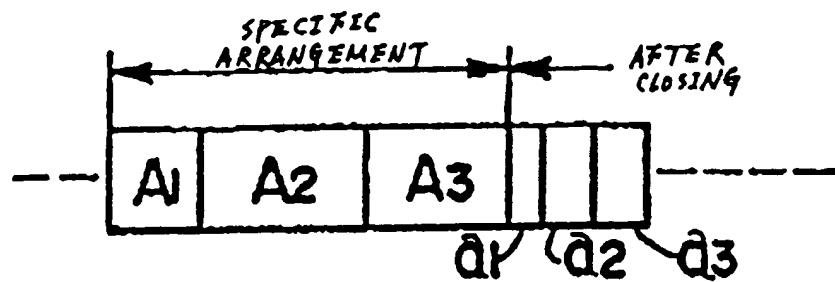 SPECIFIC
ARRANGEMENT
AFTER
CLOSING
A1 A2 A3
a1 a2 a3